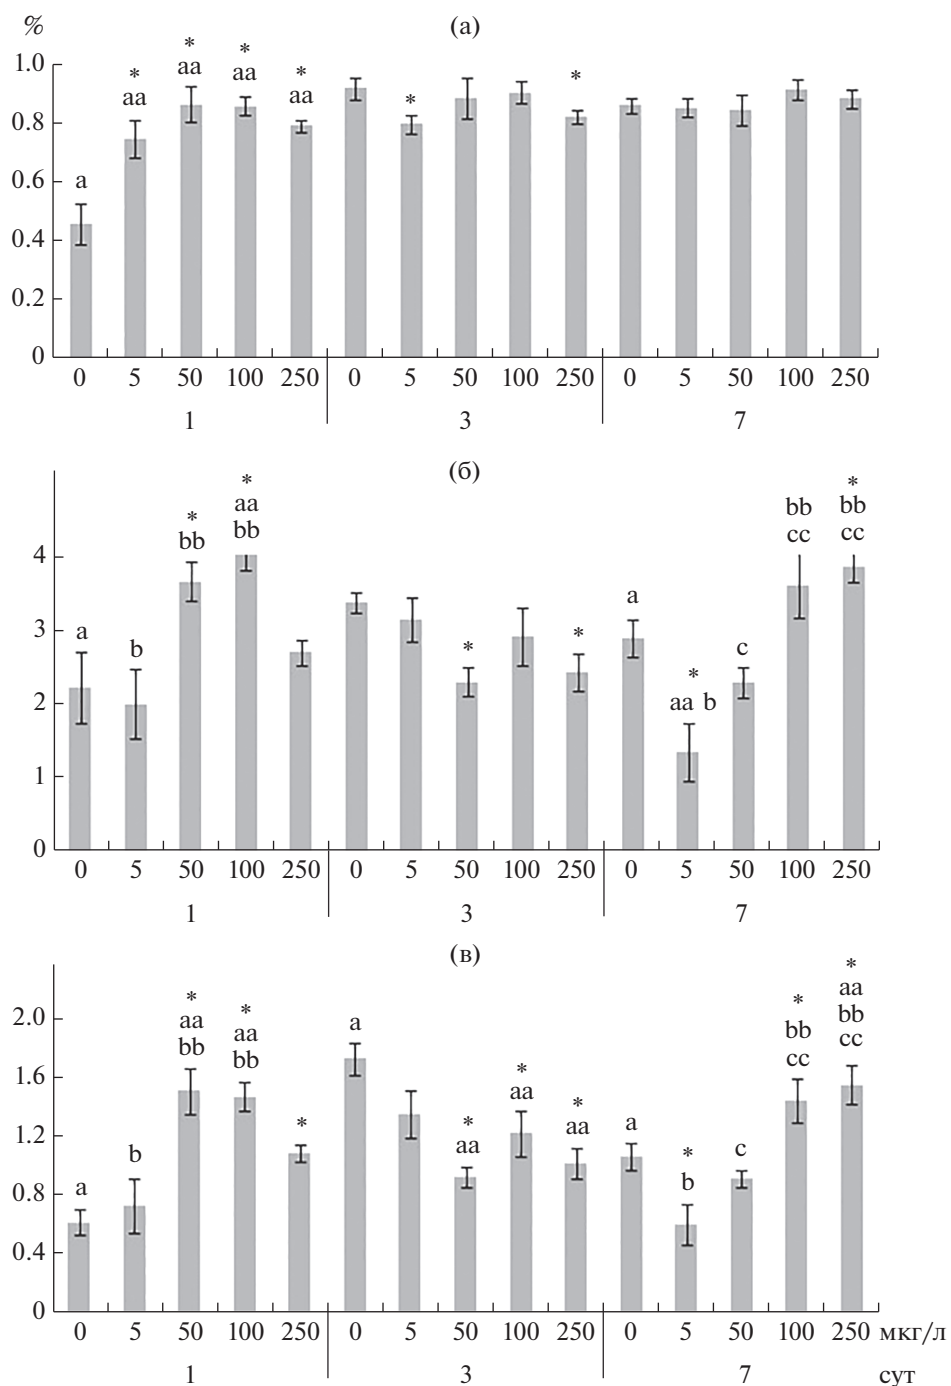 %
(а)
* * * *
aa aa aa aa
* *
a
1.0
0.8
0.6
0.4
0.2
0
0 5 50 100 250 0 5 50 100 250 0 5 50 100 250
1 3 7
(б)
* * *
aa bb bb
bb bb cc cc
a b * * a * c
aa b
4
3
2
1
0
0 5 50 100 250 0 5 50 100 250 0 5 50 100 250
1 3 7
(в)
* * * *
aa aa bb aa
bb bb cc bb
cc
* a * * * a * c
aa aa aa b
a b
2.0
1.6
1.2
0.8
0.4
0
0 5 50 100 250 0 5 50 100 250 0 5 50 100 250 мкг/л
1 3 7 сут